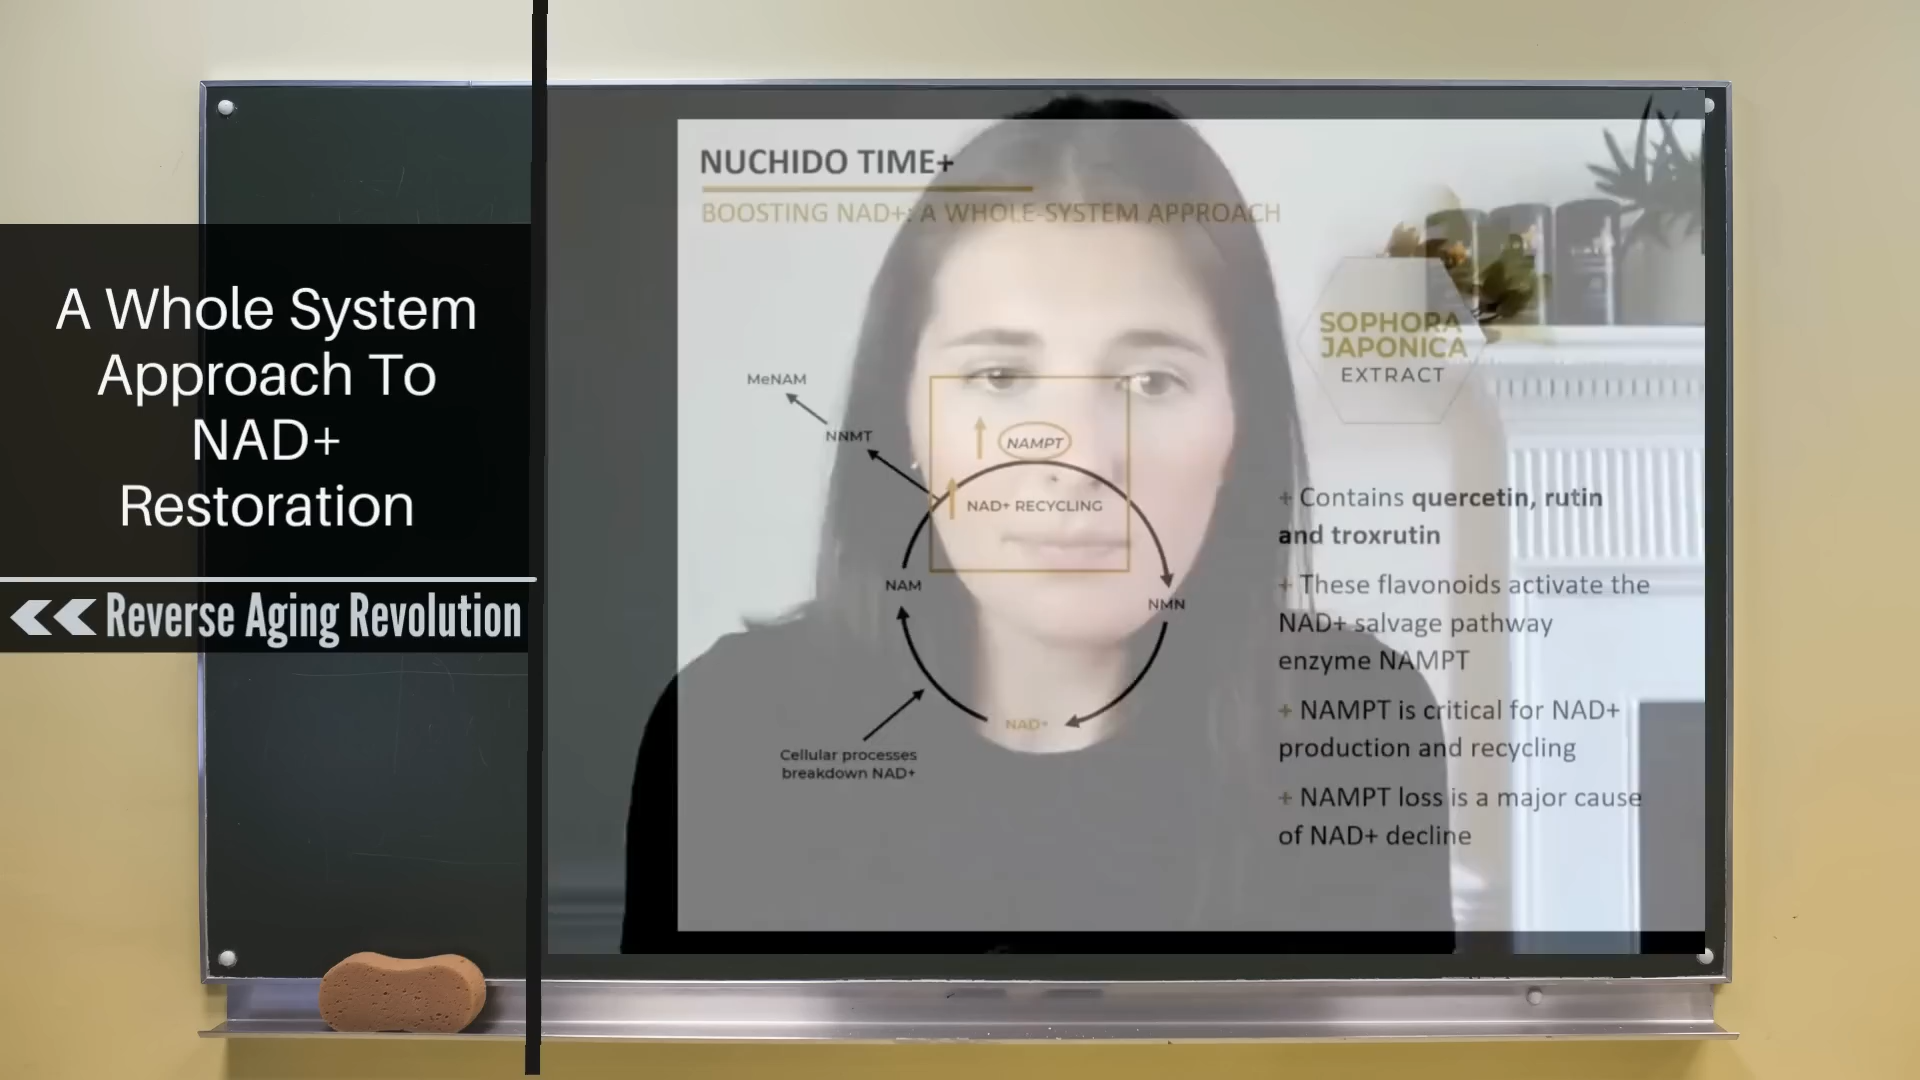 A Whole System
Approach To
NAD+
Restoration
Reverse Aging Revolution
NUCHIDO TIME+
BOOSTING NAD+: A WHOLE-SYSTEM APPROACH
SOPHORA
JAPONICA
EXTRACT
MeNAM
NNMT
NAMPT
NAD+ RECYCLING
NAM
NMN
NAD+
Cellular processes
breakdown NAD+
+ Contains quercetin, rutin
and troxrutin
+ These flavonoids activate the
NAD+ salvage pathway
enzyme NAMPT
+ NAMPT is critical for NAD+
production and recycling
+ NAMPT loss is a major cause
of NAD+ decline